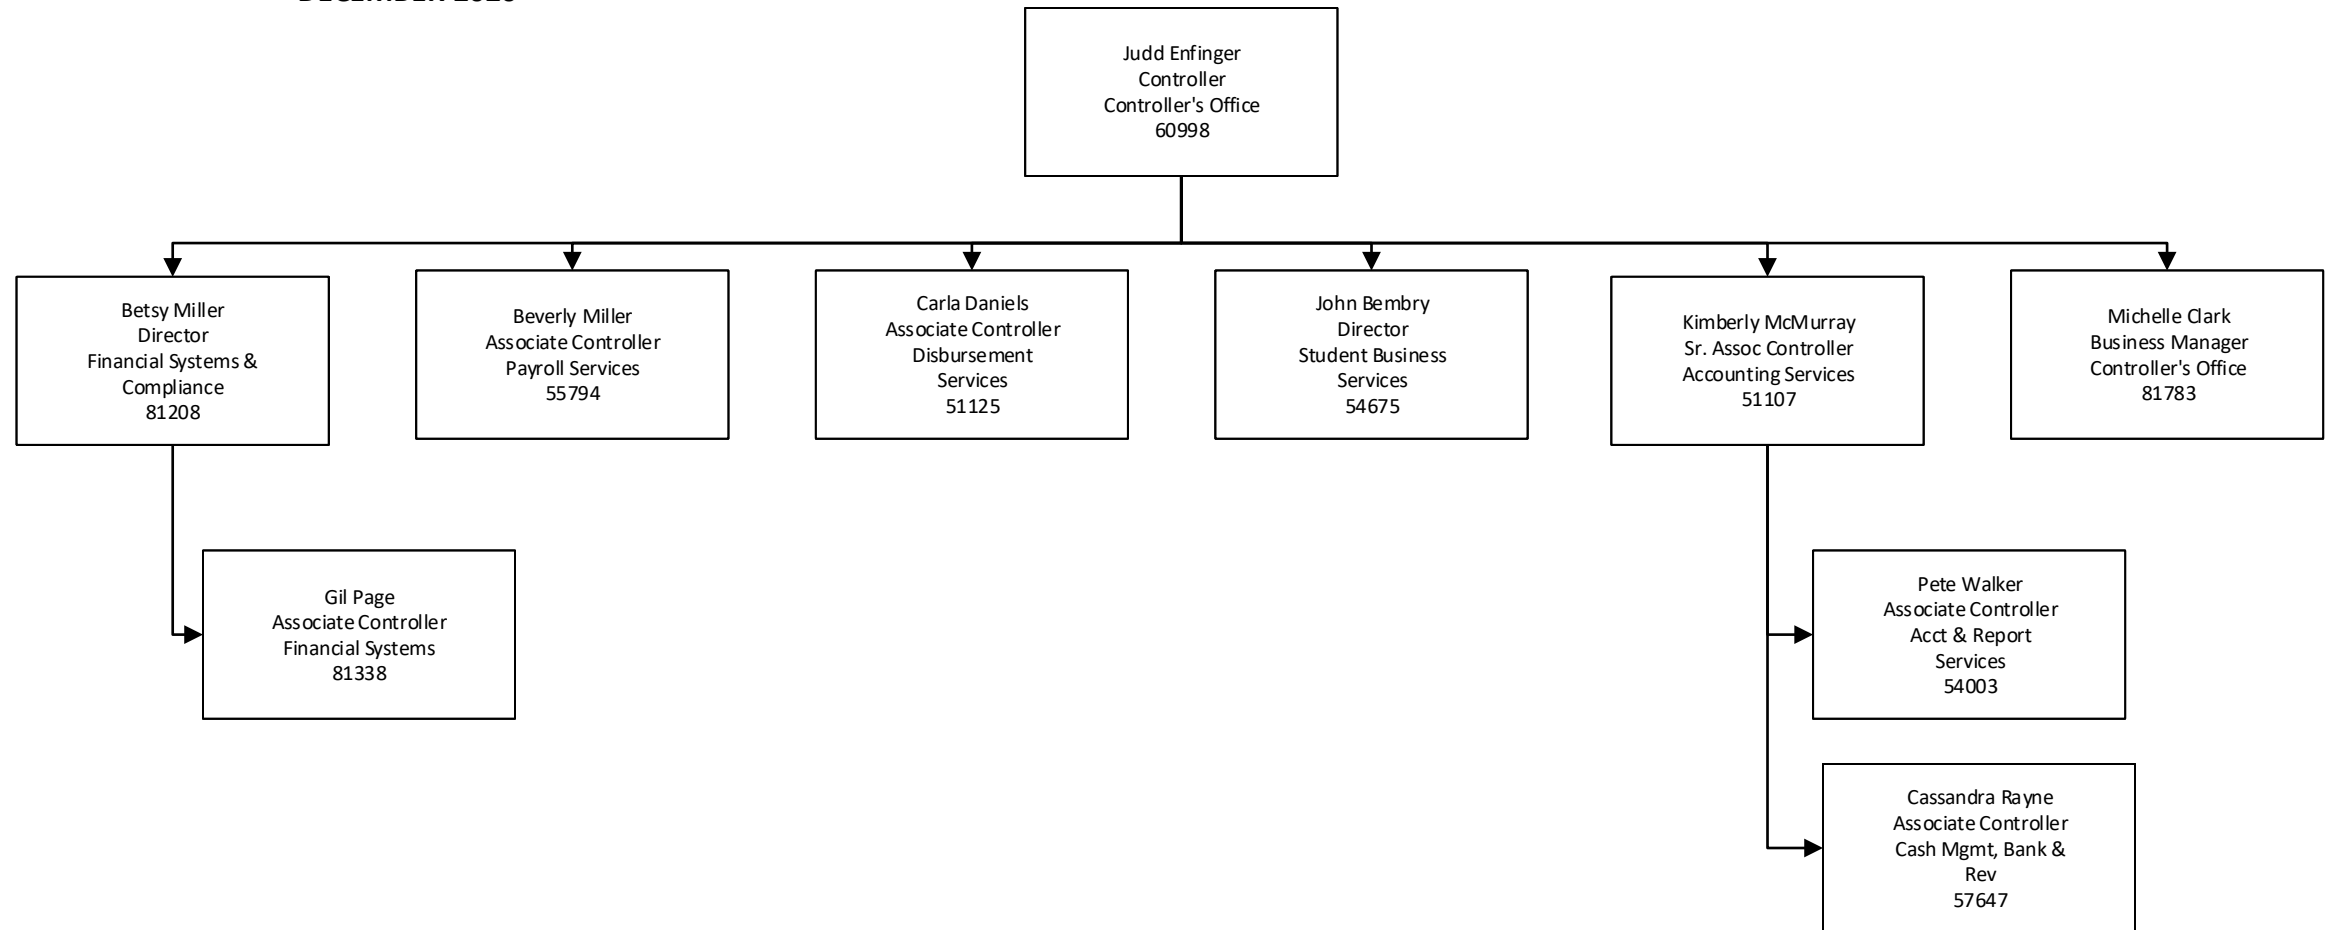 Judd Enfinger
Controller
Controller's Office
60998
Betsy Miller
Director
Financial Systems &
Compliance
81208
Beverly Miller
Associate Controller
Payroll Services
55794
Carla Daniels
Associate Controller
Disbursement
Services
51125
John Bembry
Director
Student Business
Services
54675
Kimberly McMurray
Sr. Assoc Controller
Accounting Services
51107
Michelle Clark
Business Manager
Controller's Office
81783
Gil Page
Associate Controller
Financial Systems
81338
Pete Walker
Associate Controller
Acct & Report
Services
54003
Cassandra Rayne
Associate Controller
Cash Mgmt, Bank &
Rev
57647